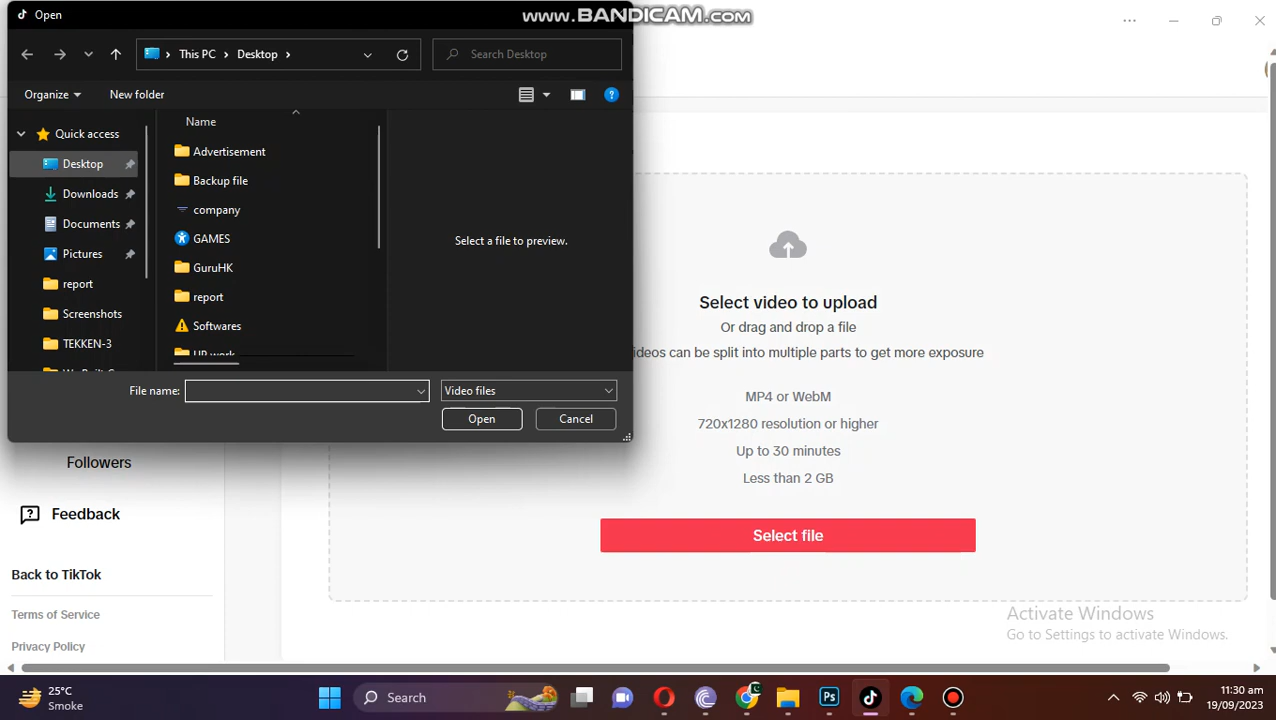 Open
www.BANDICAM.com
This PC
Desktop
Search Desktop
Organize
New folder
Name
Quick access
Desktop
Downloads
Documents
Pictures
report
Screenshots
TEKKEN-3
Advertisement
Backup file
company
GAMES
GuruHK
report
Softwares
UP work
Select a file to preview.
File name:
Video files
Open
Cancel
Select video to upload
Or drag and drop a file
videos can be split into multiple parts to get more exposure
MP4 or WebM
720x1280 resolution or higher
Up to 30 minutes
Less than 2 GB
Select file
Followers
Feedback
Back to TikTok
Terms of Service
Privacy Policy
Activate Windows
Go to Settings to activate Windows.
25°C
Smoke
Search
Ps
11:30 am
19/09/2023